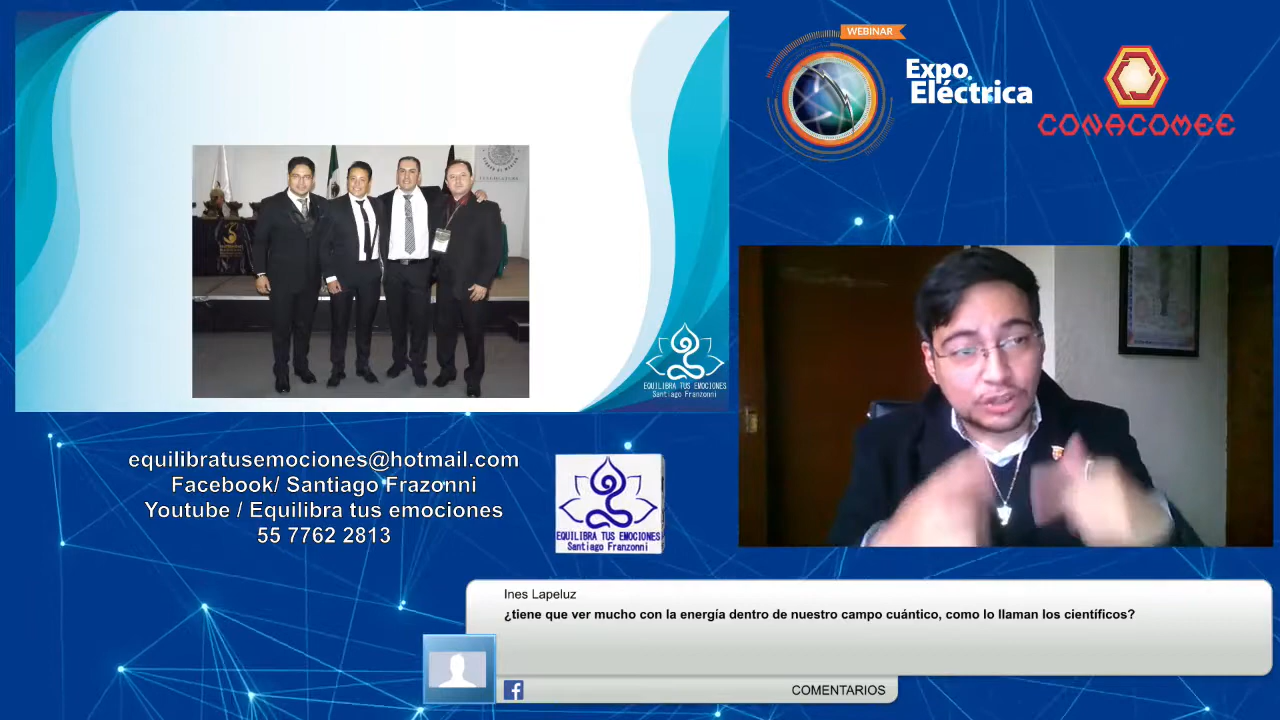 WEBINAR
Expo
Eléctrica
CONACOMEE
EQUILIBRA TUS EMOCIONES
Santiago Franzonni
equilibratusemociones@hotmail.com
Facebook/ Santiago Frazonni
Youtube / Equilibra tus emociones
55 7762 2813
EQUILIBRA TUS EMOCIONES
Santiago Franzonni
Ines Lapeluz
¿tiene que ver mucho con la energía dentro de nuestro campo cuántico, como lo llaman los científicos?
COMENTARIOS